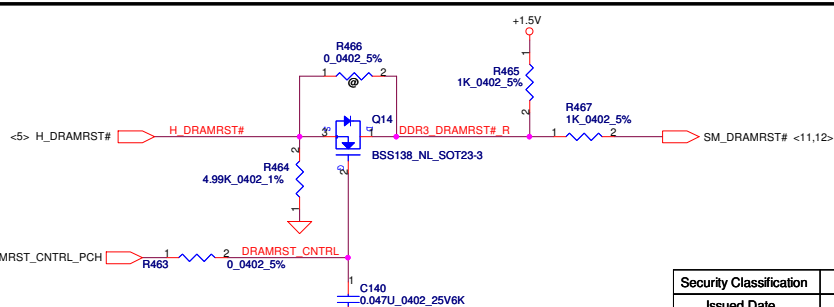 +1.5V
R466
0_0402_5%
1
2
@
1
R465
1K_0402_5%
2
R467
1K_0402_5%
Q14
<5> H_DRAMRST#
H_DRAMRST#
3
S
D
1
DDR3_DRAMRST#_R
1
2
SM_DRAMRST# <11,12>
BSS138_NL_SOT23-3
G
2
2
R464
4.99K_0402_1%
1
MRST_CNTRL_PCH
1
2
DRAMRST_CNTRL
R463
0_0402_5%
1
C140
0.047U_0402_25V6K
Security Classification
Issued Date